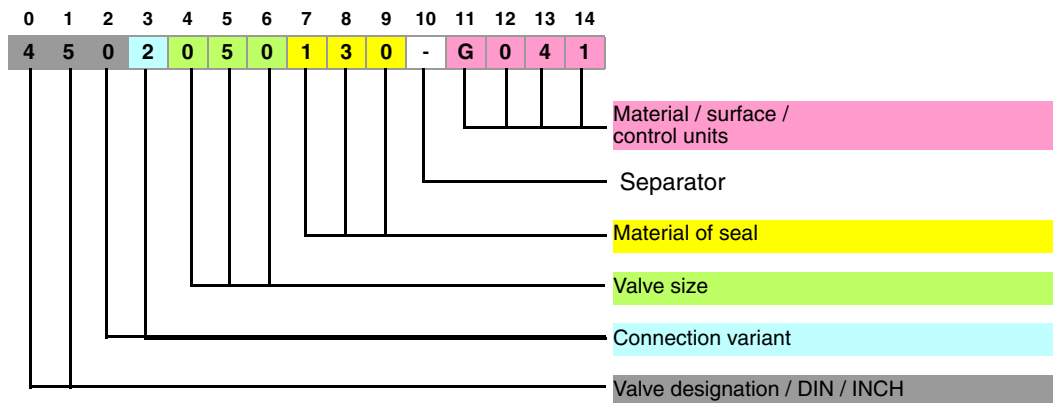 0 1 2 3 4 5 6 7 8 9 10 11 12 13 14
4 5 0 2 0 5 0 1 3 0 - G 0 4 1
Material / surface /
control units
Separator
Material of seal
Valve size
Connection variant
Valve designation / DIN / INCH